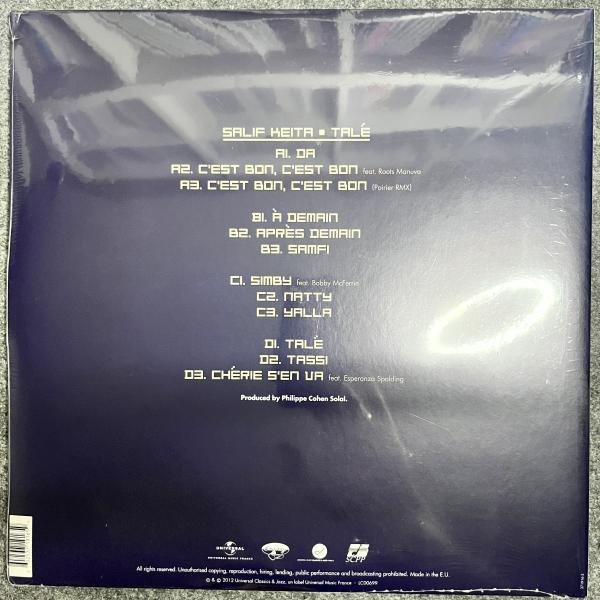 SALIF KEITA • TALÉ
A1. DA
A2. C'EST BON, C'EST BON feat. Roots Manuva
A3. C'EST BON, C'EST BON (Poirier RMX)
B1. À DEMAIN
B2. APRÈS DEMAIN
B3. SAMFI
C1. SIMBY feat. Bobby McFerrin
C2. NATTY
C3. YALLA
D1. TALÉ
D2. TASSI
D3. CHÉRIE S'EN VA feat. Esperanza Spalding
Produced by Philippe Cohen Solal.
UNIVERSAL
UNIVERSAL MUSIC FRANCE
SCPP
All rights reserved. Unauthorised copying, reproduction, hiring, lending, public performance and broadcasting prohibited. Made in the E.U.
℗ & © 2012 Universal Classics & Jazz, un label Universal Music France - LC00699